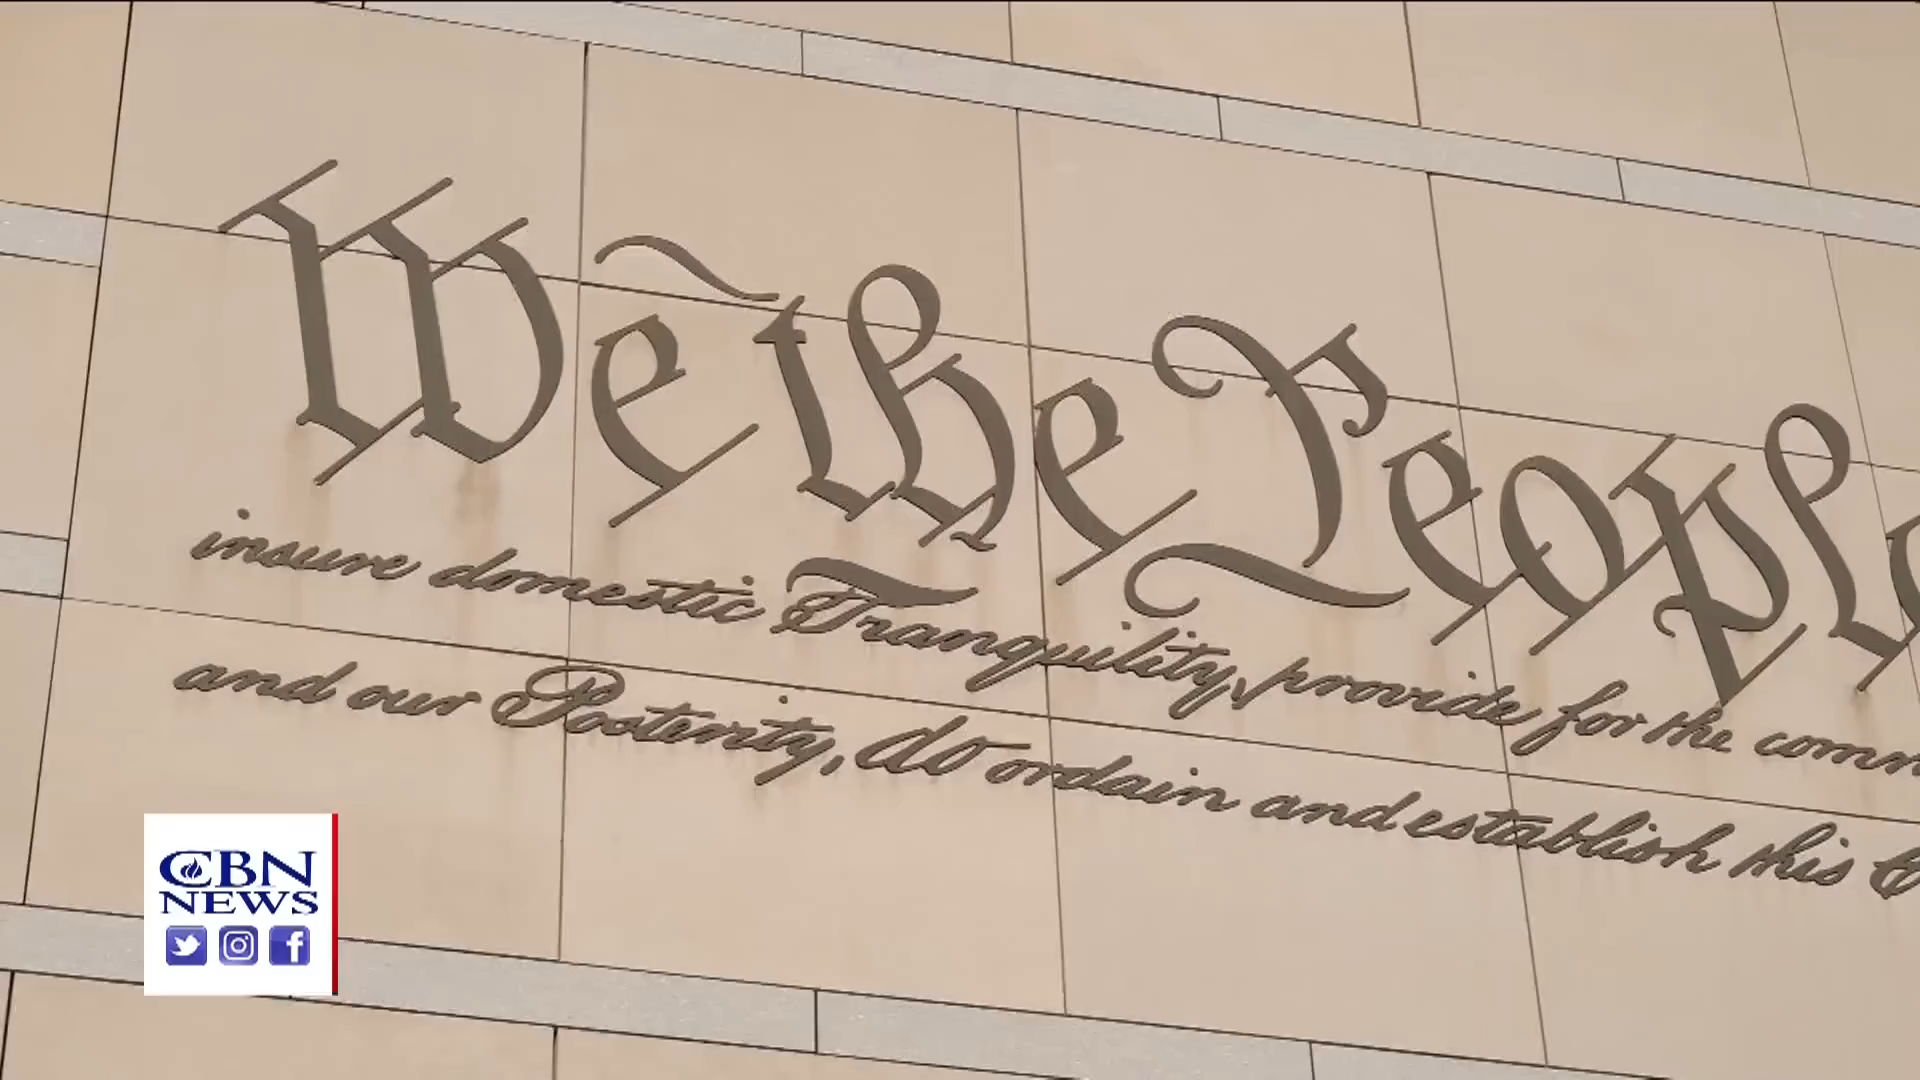 We the People
insure domestic Tranquility, provide for the
and our Posterity, do ordain and establish this
CBN
NEWS